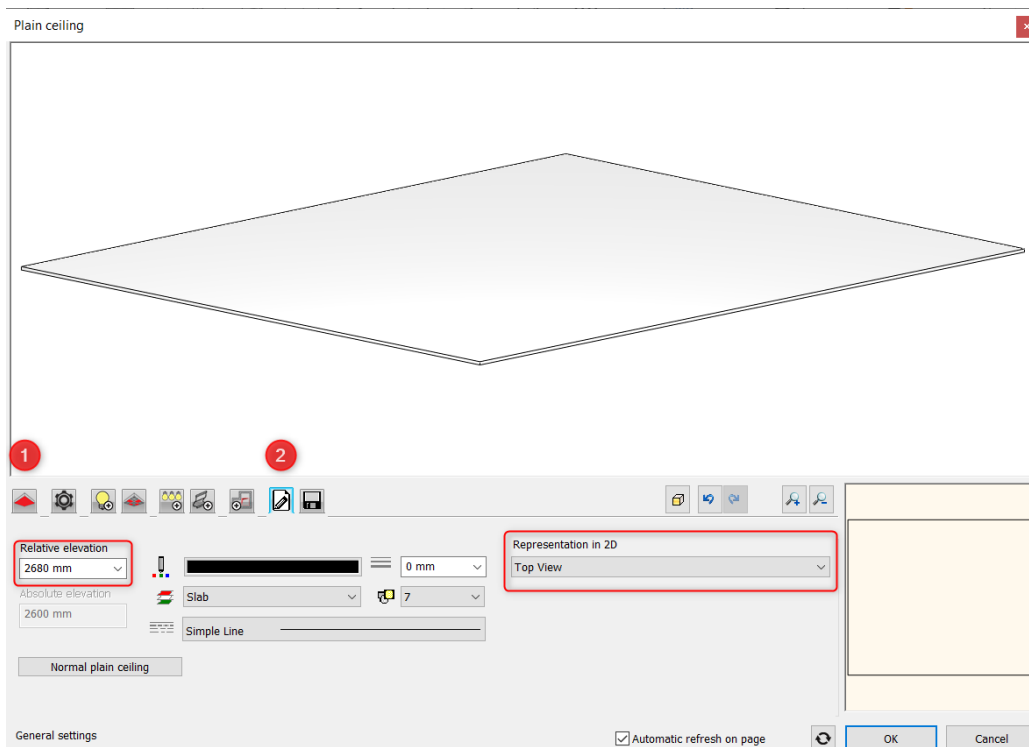 Plain ceiling
1
2
Relative elevation
2680 mm
0 mm
Representation in 2D
Top View
Absolute elevation
2600 mm
Slab
7
Simple Line
Normal plain ceiling
General settings
Automatic refresh on page
OK
Cancel